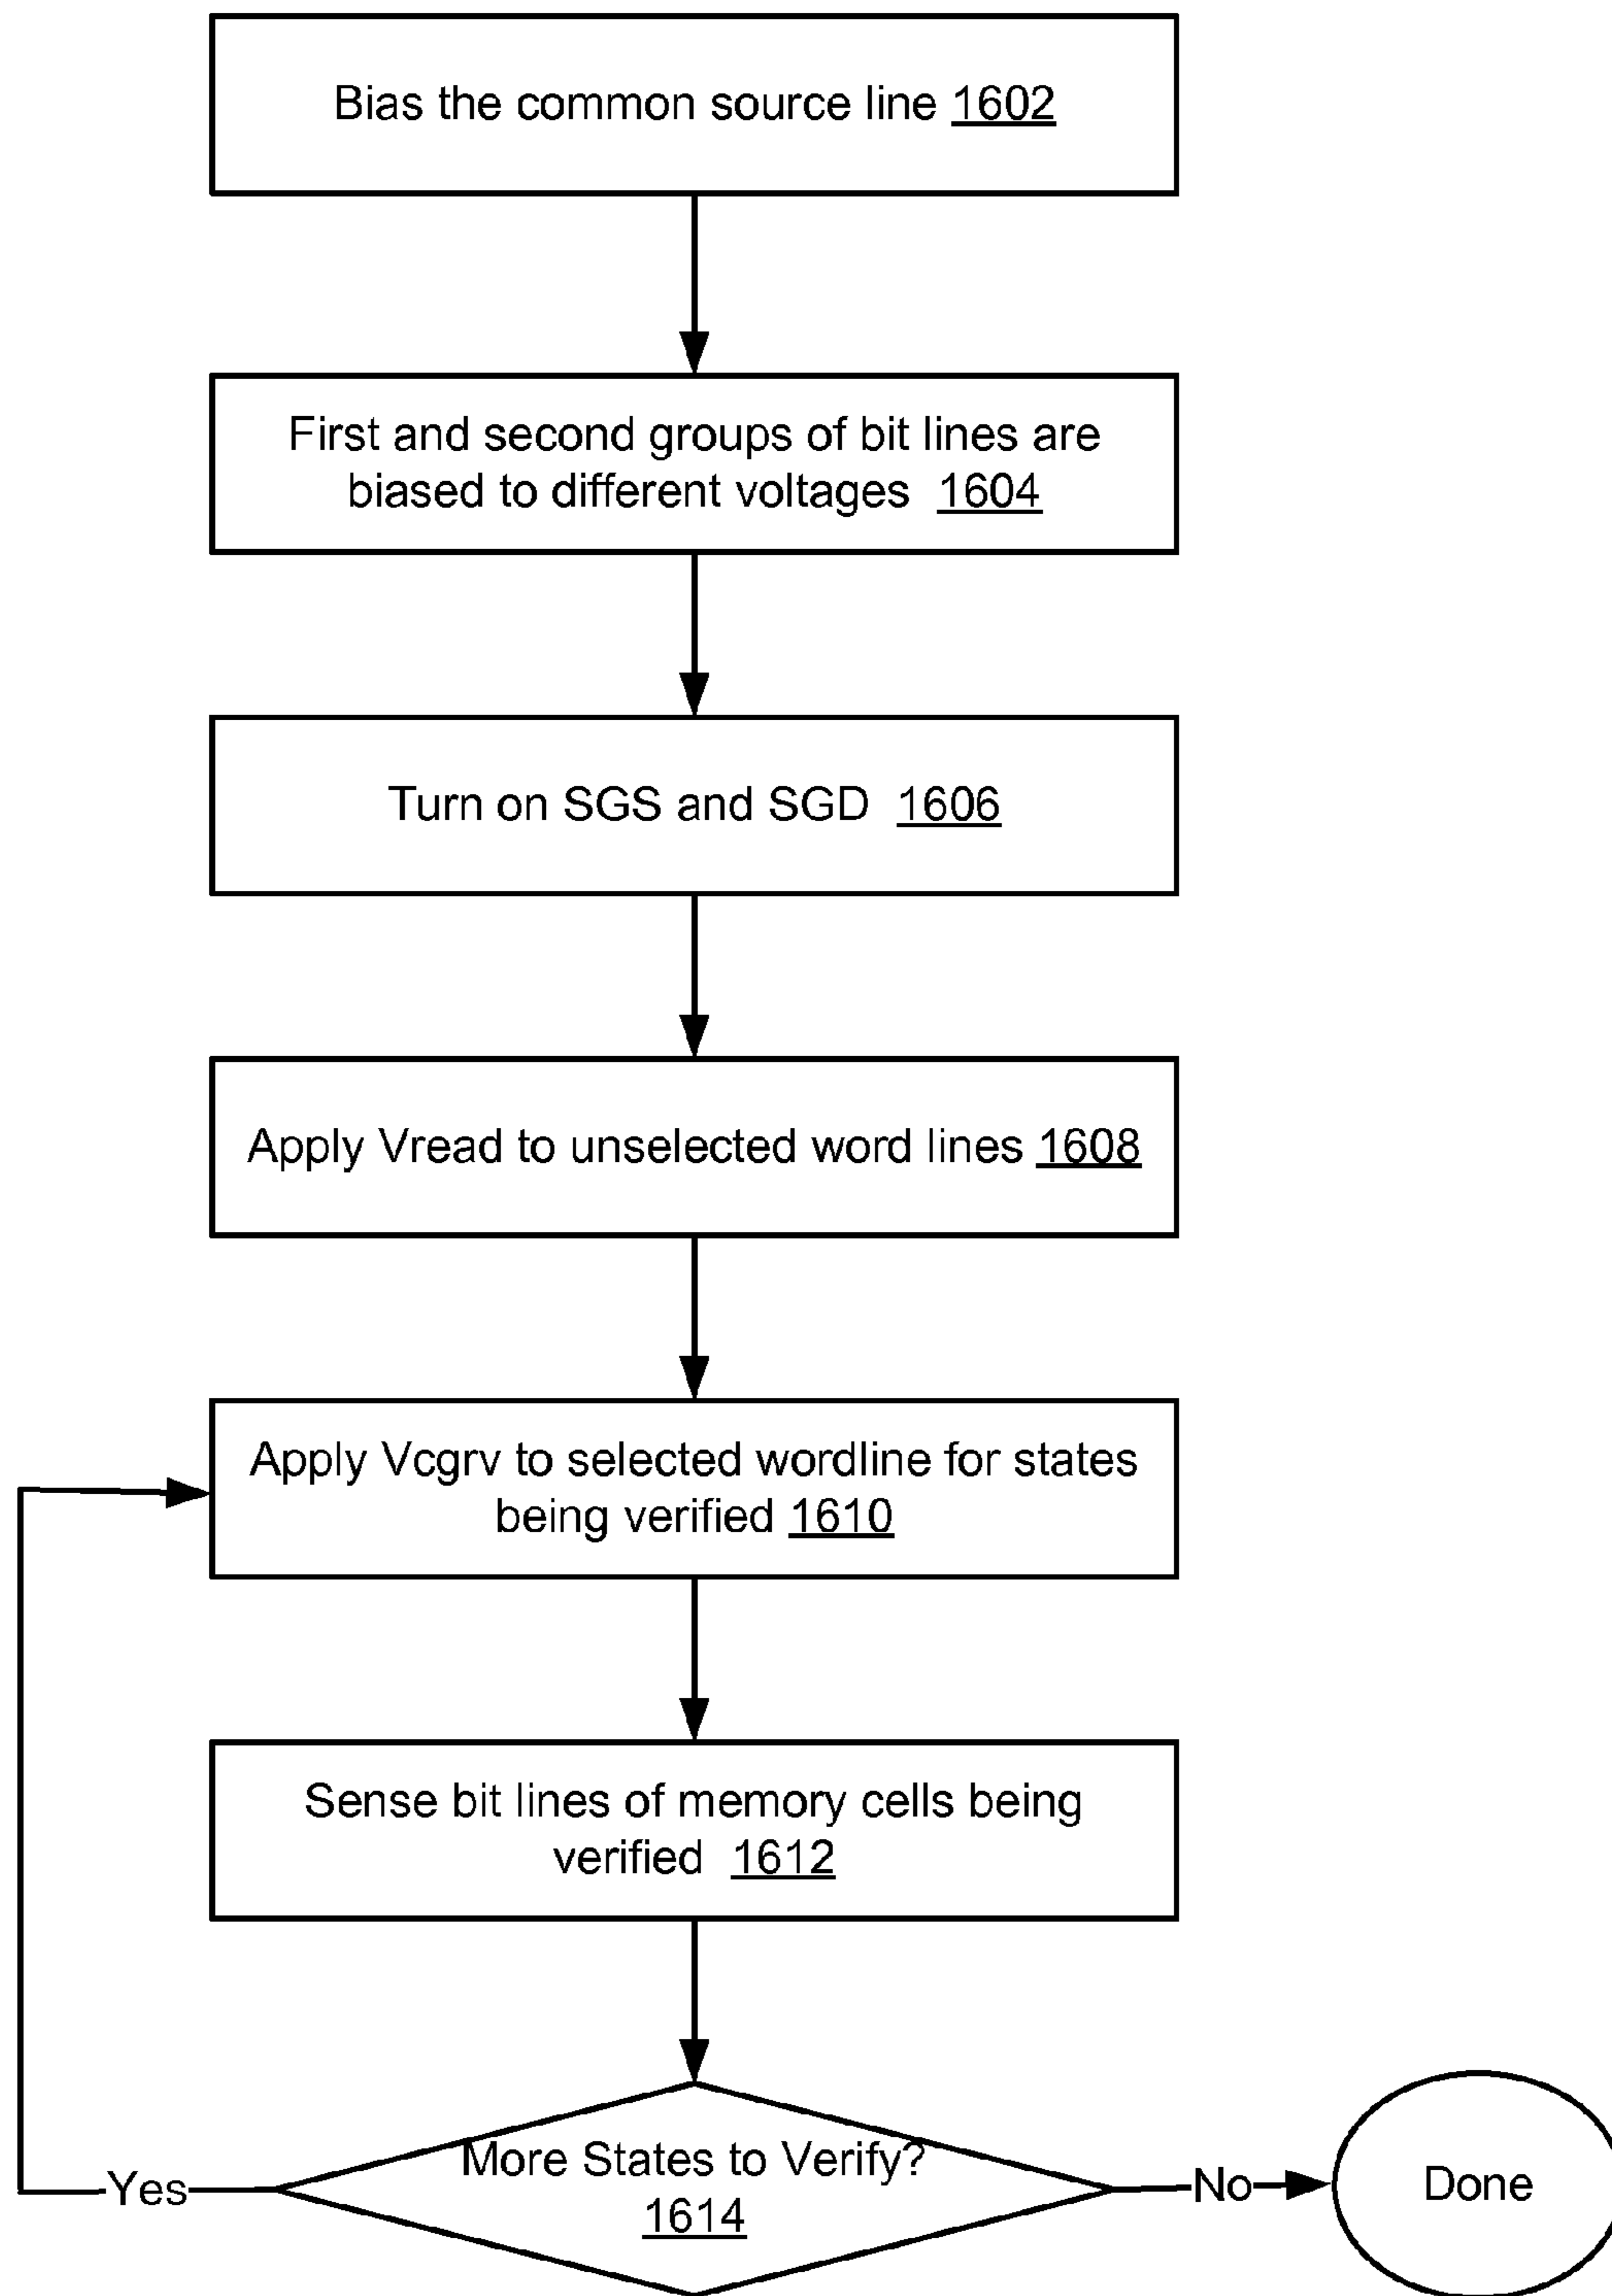 Bias the common source line 1602
First and second groups of bit lines are
biased to different voltages 1604
Turn on SGS and SGD 1606
Apply Vread to unselected word lines 1608
Apply Vcgrv to selected wordline for states
being verified 1610
Sense bit lines of memory cells being
verified 1612
More States to Verify?
1614
Yes
No
Done